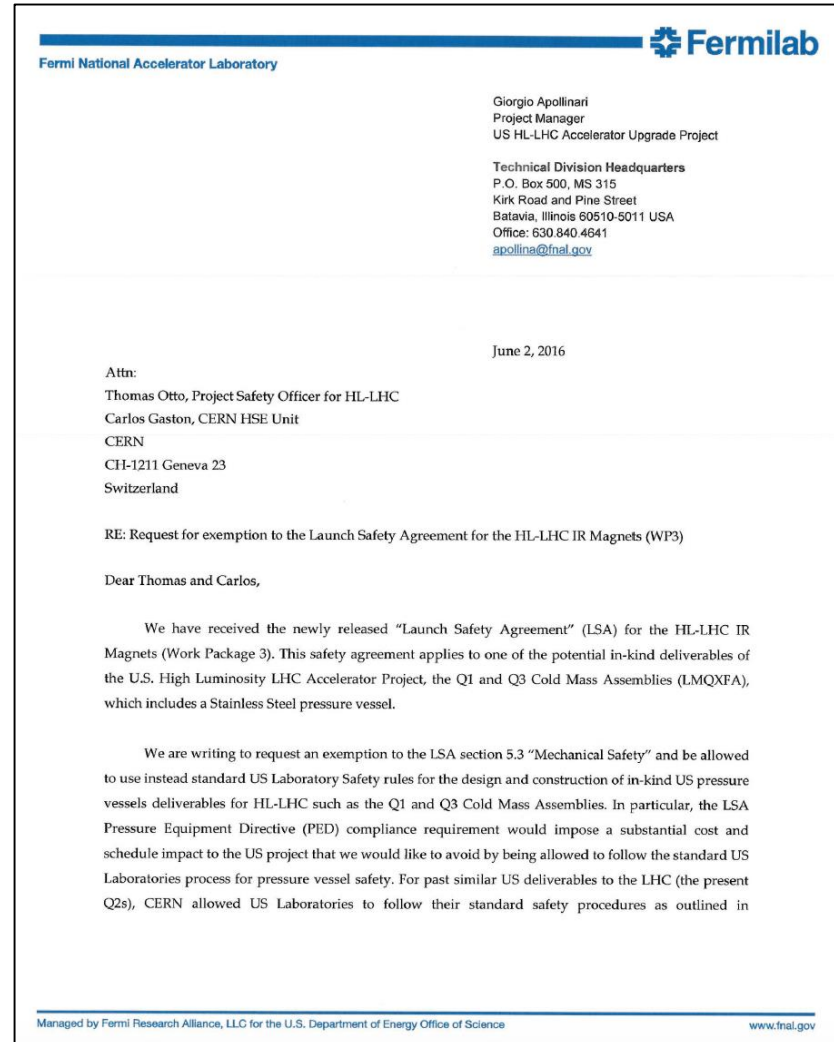 Fermilab
Fermi National Accelerator Laboratory
Giorgio Apollinari
Project Manager
US HL-LHC Accelerator Upgrade Project
Technical Division Headquarters
P.O. Box 500, MS 315
Kirk Road and Pine Street
Batavia, Illinois 60510-5011 USA
Office: 630.840.4641
apollina@fnal.gov
June 2, 2016
Attn:
Thomas Otto, Project Safety Officer for HL-LHC
Carlos Gaston, CERN HSE Unit
CERN
CH-1211 Geneva 23
Switzerland
RE: Request for exemption to the Launch Safety Agreement for the HL-LHC IR Magnets (WP3)
Dear Thomas and Carlos,
We have received the newly released “Launch Safety Agreement” (LSA) for the HL-LHC IR
Magnets (Work Package 3). This safety agreement applies to one of the potential in-kind deliverables of
the U.S. High Luminosity LHC Accelerator Project, the Q1 and Q3 Cold Mass Assemblies (LMQXFA),
which includes a Stainless Steel pressure vessel.
We are writing to request an exemption to the LSA section 5.3 “Mechanical Safety” and be allowed
to use instead standard US Laboratory Safety rules for the design and construction of in-kind US pressure
vessels deliverables for HL-LHC such as the Q1 and Q3 Cold Mass Assemblies. In particular, the LSA
Pressure Equipment Directive (PED) compliance requirement would impose a substantial cost and
schedule impact to the US project that we would like to avoid by being allowed to follow the standard US
Laboratories process for pressure vessel safety. For past similar US deliverables to the LHC (the present
Q2s), CERN allowed US Laboratories to follow their standard safety procedures as outlined in
Managed by Fermi Research Alliance, LLC for the U.S. Department of Energy Office of Science
www.fnal.gov